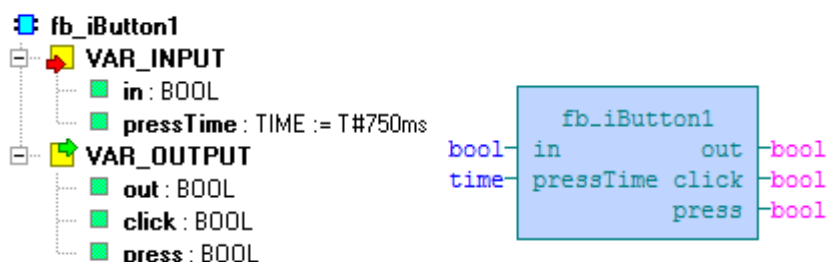 fb_iButton1
VAR_INPUT
in : BOOL
pressTime : TIME := T#750ms
VAR_OUTPUT
out : BOOL
click : BOOL
press : BOOL
fb_iButton1
bool in out bool
time pressTime click bool
press bool